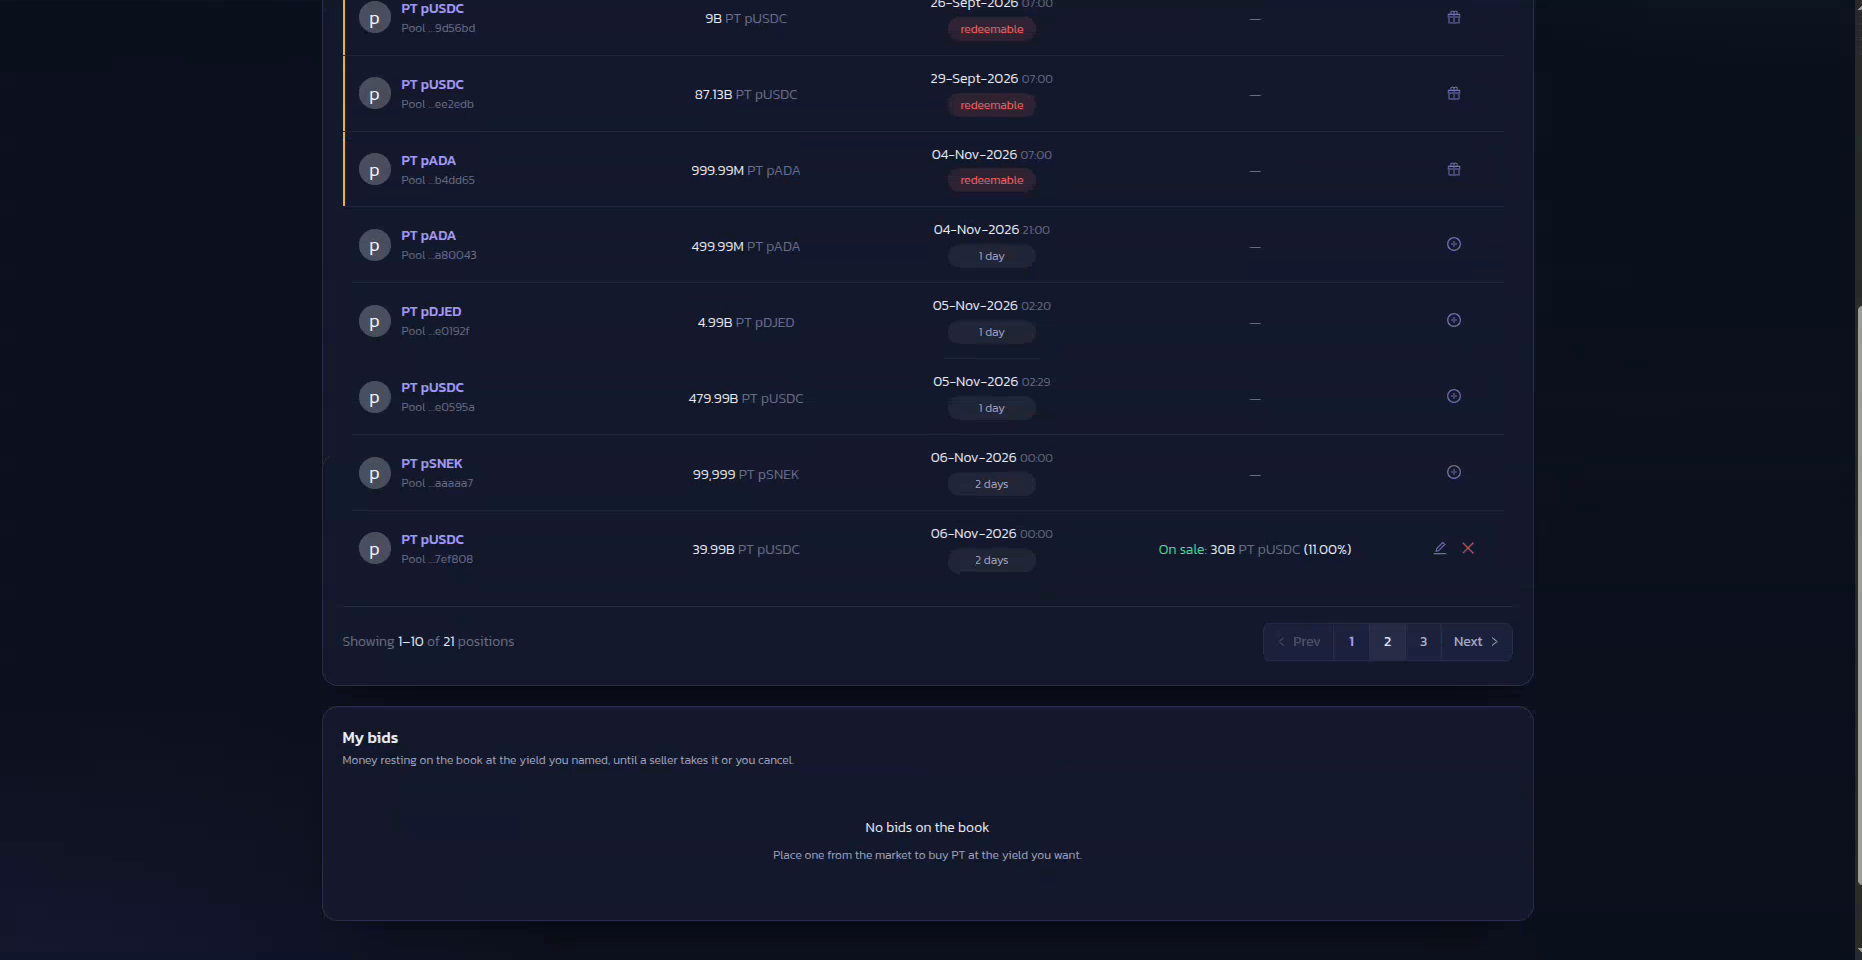 PT pUSDC
Pool ...9d56bd
9B PT pUSDC
26-Sept-2026 07:00
redeemable
—
PT pUSDC
Pool ...ee2edb
87.13B PT pUSDC
29-Sept-2026 07:00
redeemable
—
PT pADA
Pool ...b4dd65
999.99M PT pADA
04-Nov-2026 07:00
redeemable
—
PT pADA
Pool ...a80043
499.99M PT pADA
04-Nov-2026 21:00
1 day
—
PT pDJED
Pool ...e0192f
4.99B PT pDJED
05-Nov-2026 02:20
1 day
—
PT pUSDC
Pool ...e0595a
479.99B PT pUSDC
05-Nov-2026 02:29
1 day
—
PT pSNEK
Pool ...aaaaa7
99,999 PT pSNEK
06-Nov-2026 00:00
2 days
—
PT pUSDC
Pool ...7ef808
39.99B PT pUSDC
06-Nov-2026 00:00
2 days
On sale: 30B PT pUSDC (11.00%)
Showing 1–10 of 21 positions
< Prev 1 2 3 Next >
My bids
Money resting on the book at the yield you named, until a seller takes it or you cancel.
No bids on the book
Place one from the market to buy PT at the yield you want.